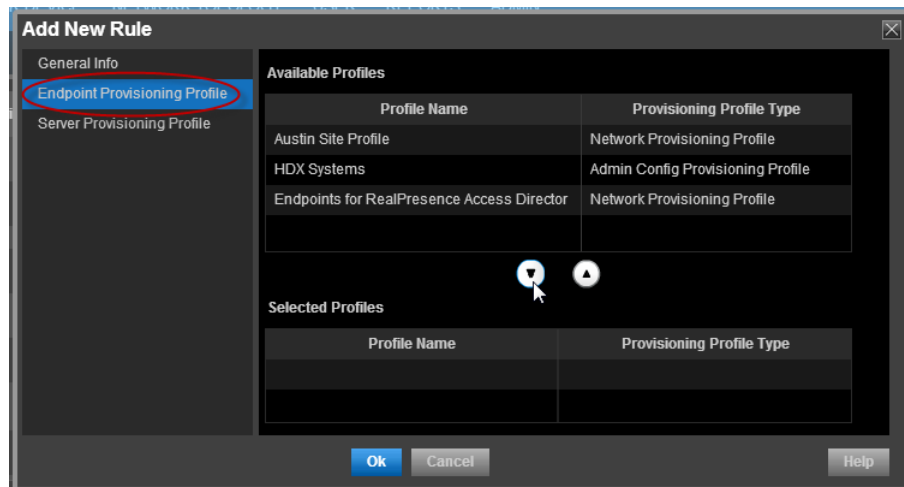 Add New Rule
General Info
Endpoint Provisioning Profile
Server Provisioning Profile
Available Profiles
Profile Name Provisioning Profile Type
Austin Site Profile Network Provisioning Profile
HDX Systems Admin Config Provisioning Profile
Endpoints for RealPresence Access Director Network Provisioning Profile
Selected Profiles
Profile Name Provisioning Profile Type
Ok Cancel Help